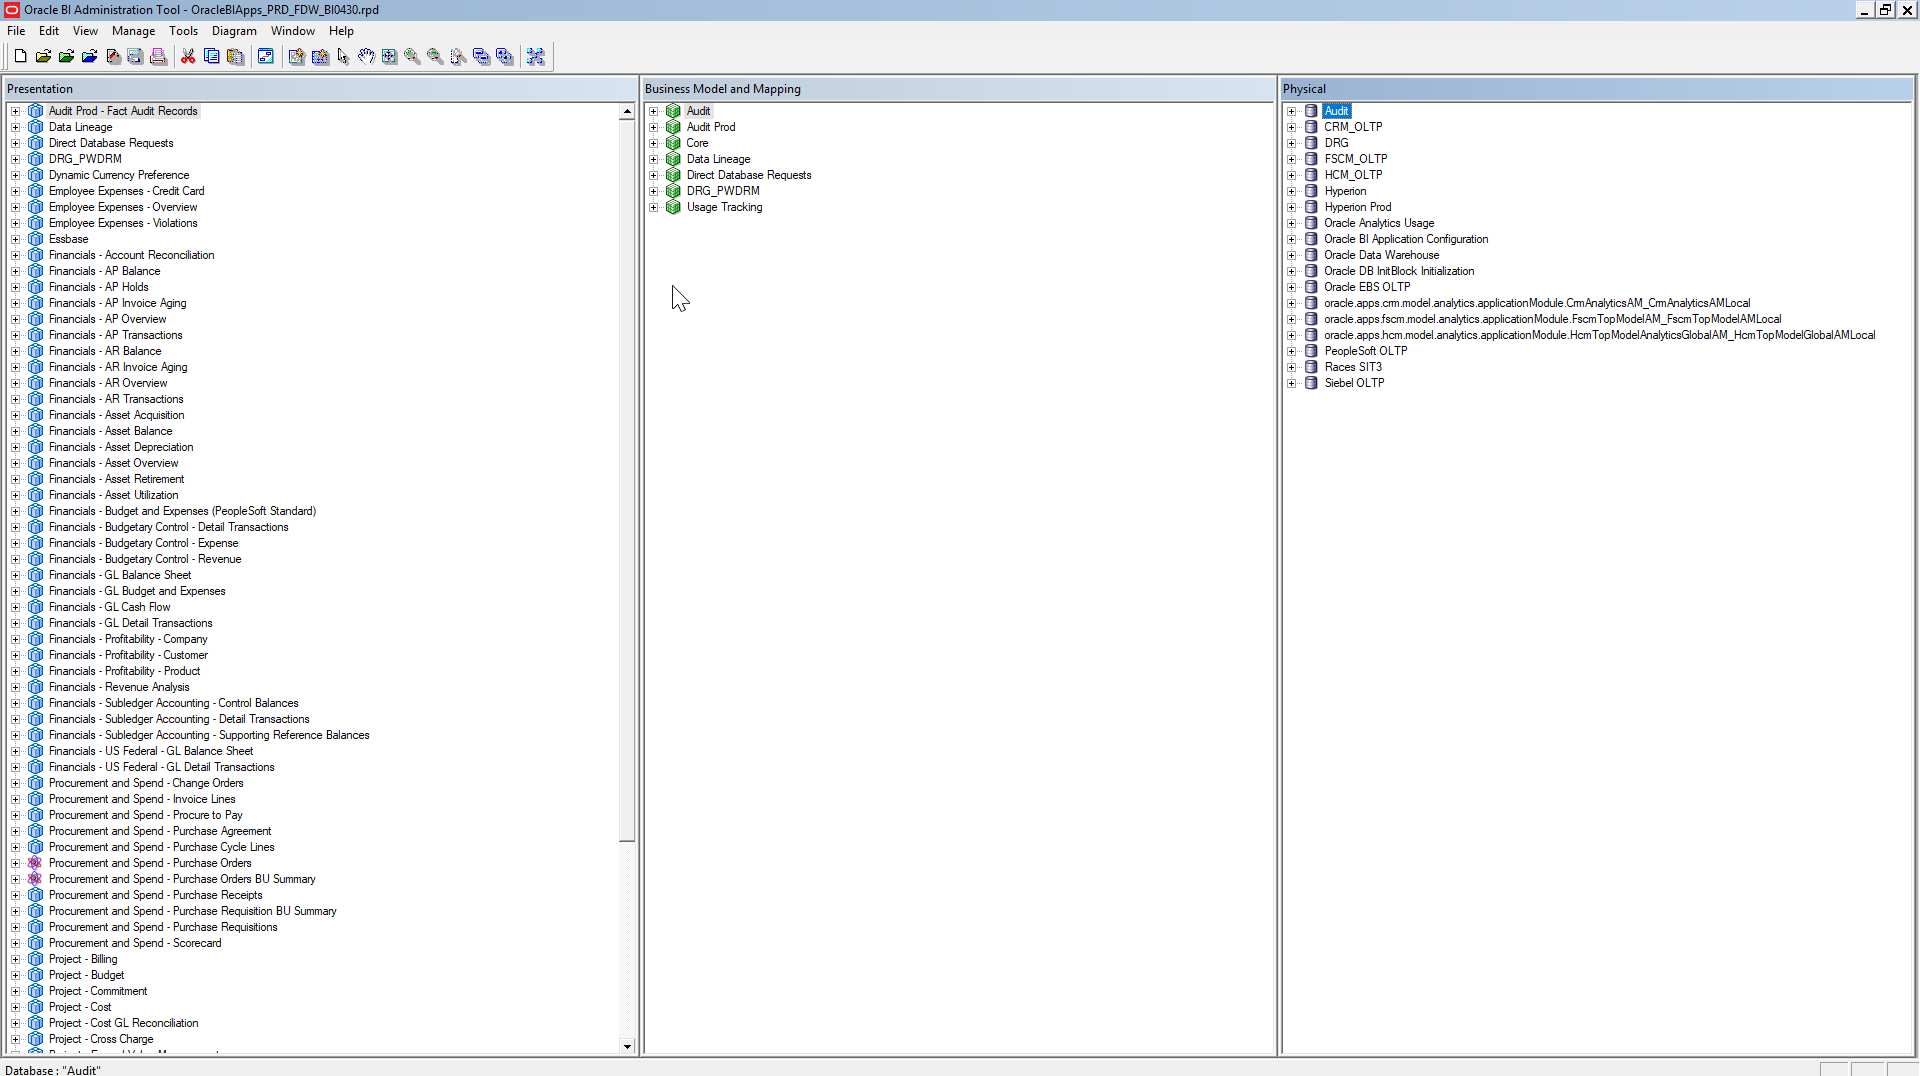 Oracle BI Administration Tool - OracleBIApps_PRD_FDW_BI0430.rpd
File Edit View Manage Tools Diagram Window Help
Presentation
Audit Prod - Fact Audit Records
Data Lineage
Direct Database Requests
DRG_PWDRM
Dynamic Currency Preference
Employee Expenses - Credit Card
Employee Expenses - Overview
Employee Expenses - Violations
Essbase
Financials - Account Reconciliation
Financials - AP Balance
Financials - AP Holds
Financials - AP Invoice Aging
Financials - AP Overview
Financials - AP Transactions
Financials - AR Balance
Financials - AR Invoice Aging
Financials - AR Overview
Financials - AR Transactions
Financials - Asset Acquisition
Financials - Asset Balance
Financials - Asset Depreciation
Financials - Asset Overview
Financials - Asset Retirement
Financials - Asset Utilization
Financials - Budget and Expenses (PeopleSoft Standard)
Financials - Budgetary Control - Detail Transactions
Financials - Budgetary Control - Expense
Financials - Budgetary Control - Revenue
Financials - GL Balance Sheet
Financials - GL Budget and Expenses
Financials - GL Cash Flow
Financials - GL Detail Transactions
Financials - Profitability - Company
Financials - Profitability - Customer
Financials - Profitability - Product
Financials - Revenue Analysis
Financials - Subledger Accounting - Control Balances
Financials - Subledger Accounting - Detail Transactions
Financials - Subledger Accounting - Supporting Reference Balances
Financials - US Federal - GL Balance Sheet
Financials - US Federal - GL Detail Transactions
Procurement and Spend - Change Orders
Procurement and Spend - Invoice Lines
Procurement and Spend - Procure to Pay
Procurement and Spend - Purchase Agreement
Procurement and Spend - Purchase Cycle Lines
Procurement and Spend - Purchase Orders
Procurement and Spend - Purchase Orders BU Summary
Procurement and Spend - Purchase Receipts
Procurement and Spend - Purchase Requisition BU Summary
Procurement and Spend - Purchase Requisitions
Procurement and Spend - Scorecard
Project - Billing
Project - Budget
Project - Commitment
Project - Cost
Project - Cost GL Reconciliation
Project - Cross Charge
Business Model and Mapping
Audit
Audit Prod
Core
Data Lineage
Direct Database Requests
DRG_PWDRM
Usage Tracking
Physical
Audit
CRM_OLTP
DRG
FSCM_OLTP
HCM_OLTP
Hyperion
Hyperion Prod
Oracle Analytics Usage
Oracle BI Application Configuration
Oracle Data Warehouse
Oracle DB InitBlock Initialization
Oracle EBS OLTP
oracle.apps.crm.model.analytics.applicationModule.CrmAnalyticsAM_CrmAnalyticsAMLocal
oracle.apps.fscm.model.analytics.applicationModule.FscmTopModelAM_FscmTopModelAMLocal
oracle.apps.hcm.model.analytics.applicationModule.HcmTopModelAnalyticsGlobalAM_HcmTopModelGlobalAMLocal
PeopleSoft OLTP
Races SIT3
Siebel OLTP
Database : "Audit"